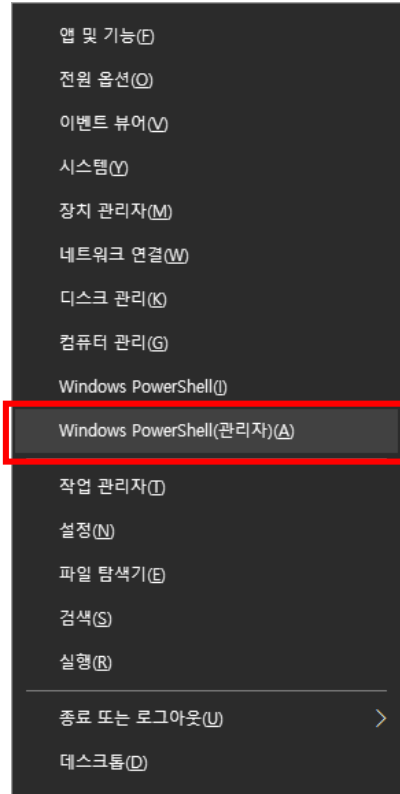 앱 및 기능(F)
전원 옵션(O)
이벤트 뷰어(V)
시스템(Y)
장치 관리자(M)
네트워크 연결(W)
디스크 관리(K)
컴퓨터 관리(G)
Windows PowerShell(I)
Windows PowerShell(관리자)(A)
작업 관리자(T)
설정(N)
파일 탐색기(E)
검색(S)
실행(R)
종료 또는 로그아웃(U)
데스크톱(D)